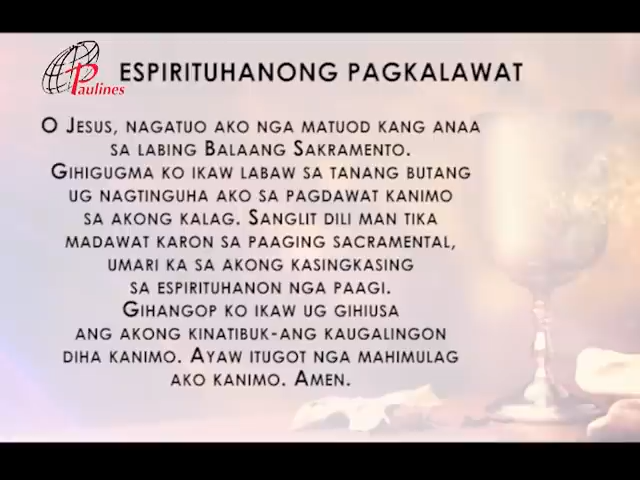 Paulines
ESPIRITUHANONG PAGKALAWAT
O JESUS, NAGATUO AKO NGA MATUOD KANG ANAA
SA LABING BALAANG SAKRAMENTO.
GIHIGUGMA KO IKAW LABAW SA TANANG BUTANG
UG NAGTINGUHA AKO SA PAGDAWAT KANIMO
SA AKONG KALAG. SANGLIT DILI MAN TIKA
MADAWAT KARON SA PAAGING SACRAMENTAL,
UMARI KA SA AKONG KASINGKASING
SA ESPIRITUHANON NGA PAAGI.
GIHANGOP KO IKAW UG GIHIUSA
ANG AKONG KINATIBUK-ANG KAUGALINGON
DIHA KANIMO. AYAW ITUGOT NGA MAHIMULAG
AKO KANIMO. AMEN.